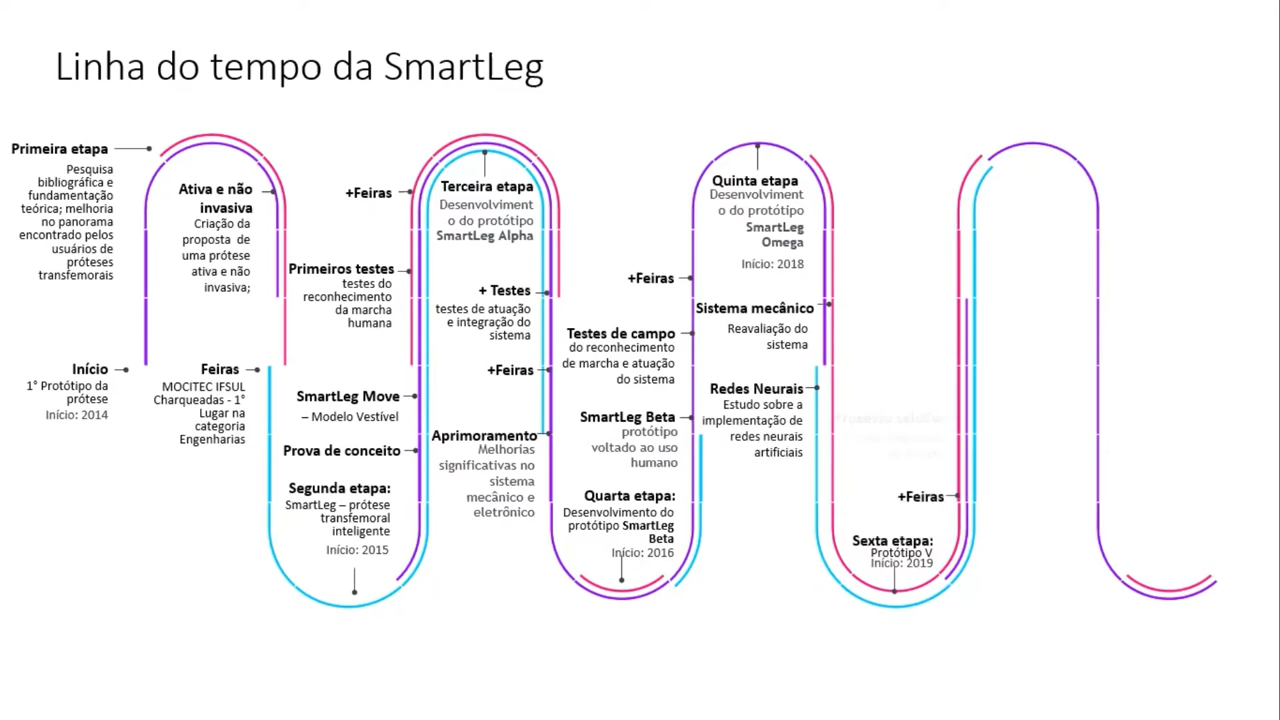 Linha do tempo da SmartLeg
Primeira etapa
Pesquisa
bibliográfica e
fundamentação
teórica; melhoria
no panorama
encontrado pelos
usuários de
próteses
transfemorais
Início
1° Protótipo da
prótese
Início: 2014
Ativa e não
invasiva
Criação da
proposta de
uma prótese
ativa e não
invasiva;
Feiras
MOCITEC IFSUL
Charqueadas - 1°
Lugar na
categoria
Engenharias
+Feiras
Primeiros testes
testes do
reconhecimento
da marcha
humana
SmartLeg Move
– Modelo Vestível
Prova de conceito
Segunda etapa:
SmartLeg – prótese
transfemoral
inteligente
Início: 2015
Terceira etapa
Desenvolviment
o do protótipo
SmartLeg Alpha
+ Testes
testes de atuação
e integração do
sistema
+Feiras
Aprimoramento
Melhorias
significativas no
sistema
mecânico e
eletrônico
+Feiras
Testes de campo
do reconhecimento
de marcha e atuação
do sistema
SmartLeg Beta
protótipo
voltado ao uso
humano
Quarta etapa:
Desenvolvimento do
protótipo SmartLeg
Beta
Início: 2016
Quinta etapa
Desenvolviment
o do protótipo
SmartLeg
Omega
Início: 2018
Sistema mecânico
Reavaliação do
sistema
Redes Neurais
Estudo sobre a
implementação de
redes neurais
artificiais
+Feiras
Sexta etapa:
Protótipo V
Início: 2019